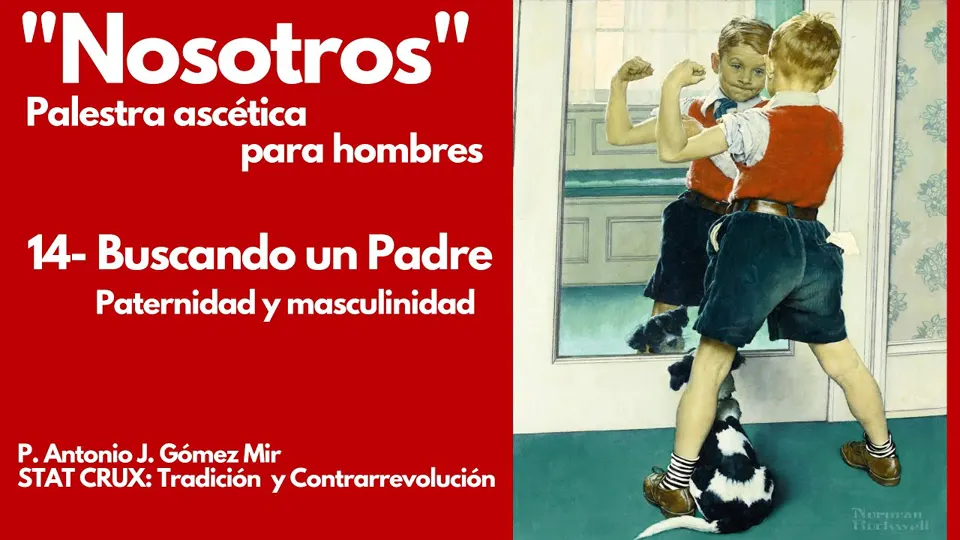 "Nosotros"
Palestra ascética
para hombres
14- Buscando un Padre
Paternidad y masculinidad
P. Antonio J. Gómez Mir
STAT CRUX: Tradición y Contrarrevolución
Norman
Rockwell